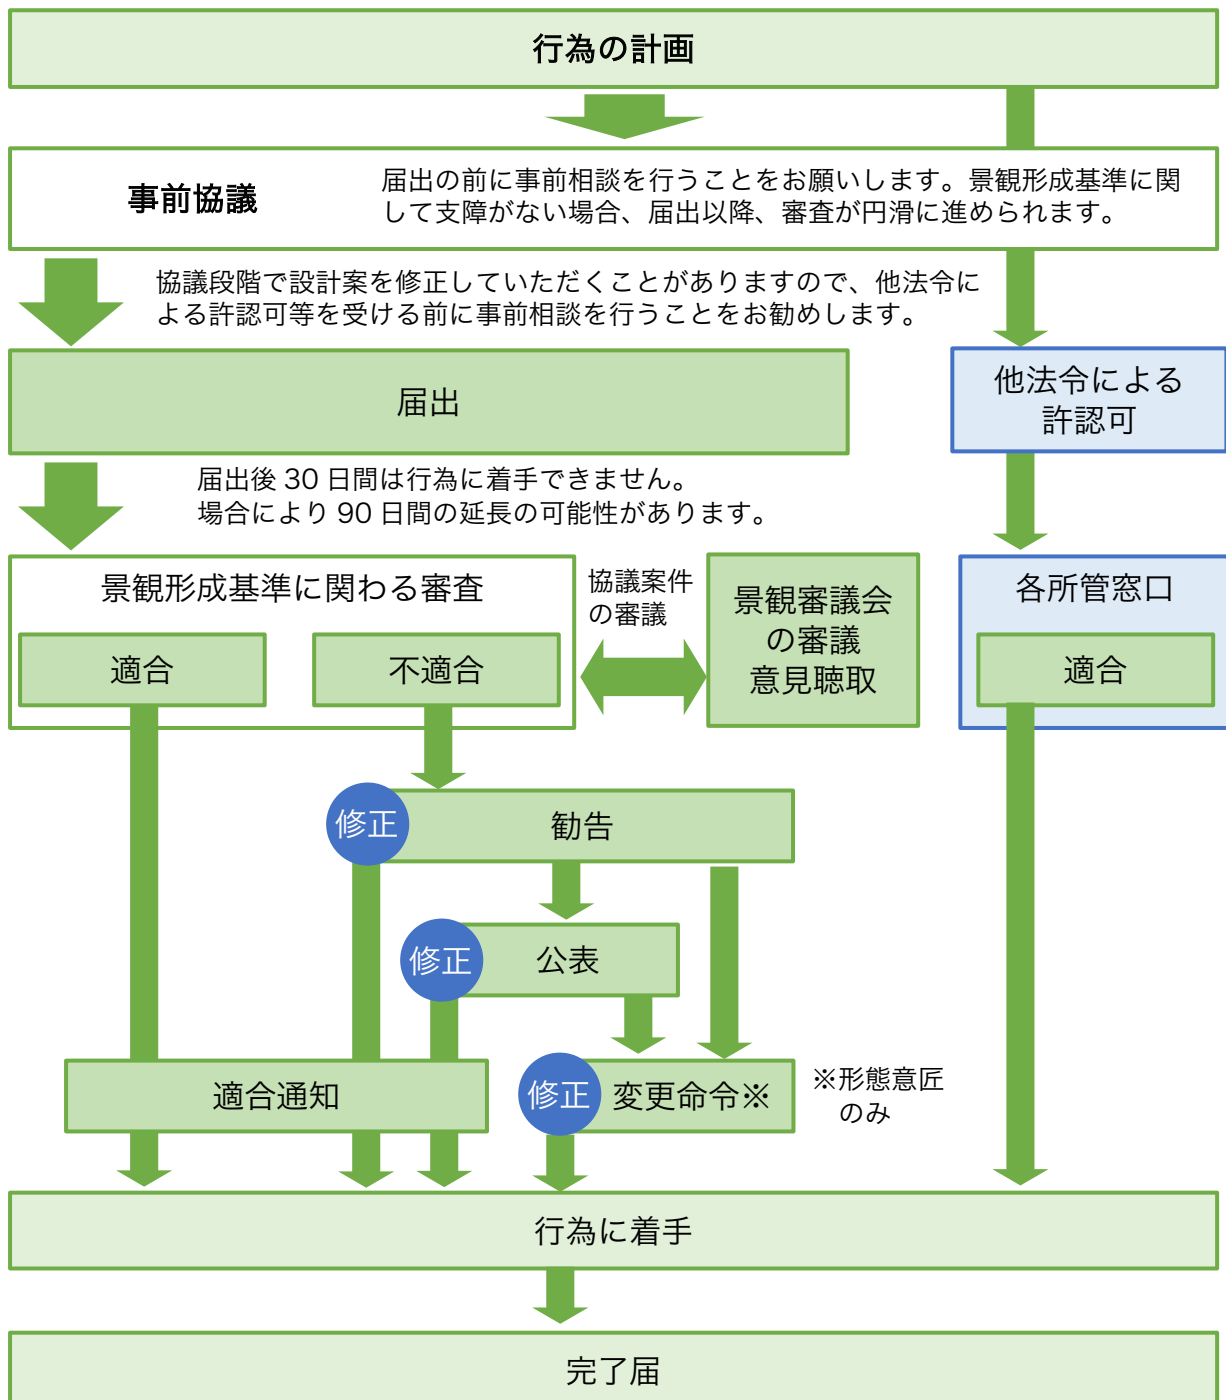 行為の計画
事前協議
届出の前に事前相談を行うことをお願いします。景観形成基準に関
して支障がない場合、届出以降、審査が円滑に進められます。
協議段階で設計案を修正していただくことがありますので、他法令に
よる許認可等を受ける前に事前相談を行うことをお勧めします。
届出
他法令による
許認可
届出後 30 日間は行為に着手できません。
場合により 90 日間の延長の可能性があります。
景観形成基準に関わる審査
適合
不適合
協議案件
の審議
景観審議会
の審議
意見聴取
各所管窓口
適合
修正
勧告
修正
公表
適合通知
修正
変更命令※
※形態意匠
のみ
行為に着手
完了届